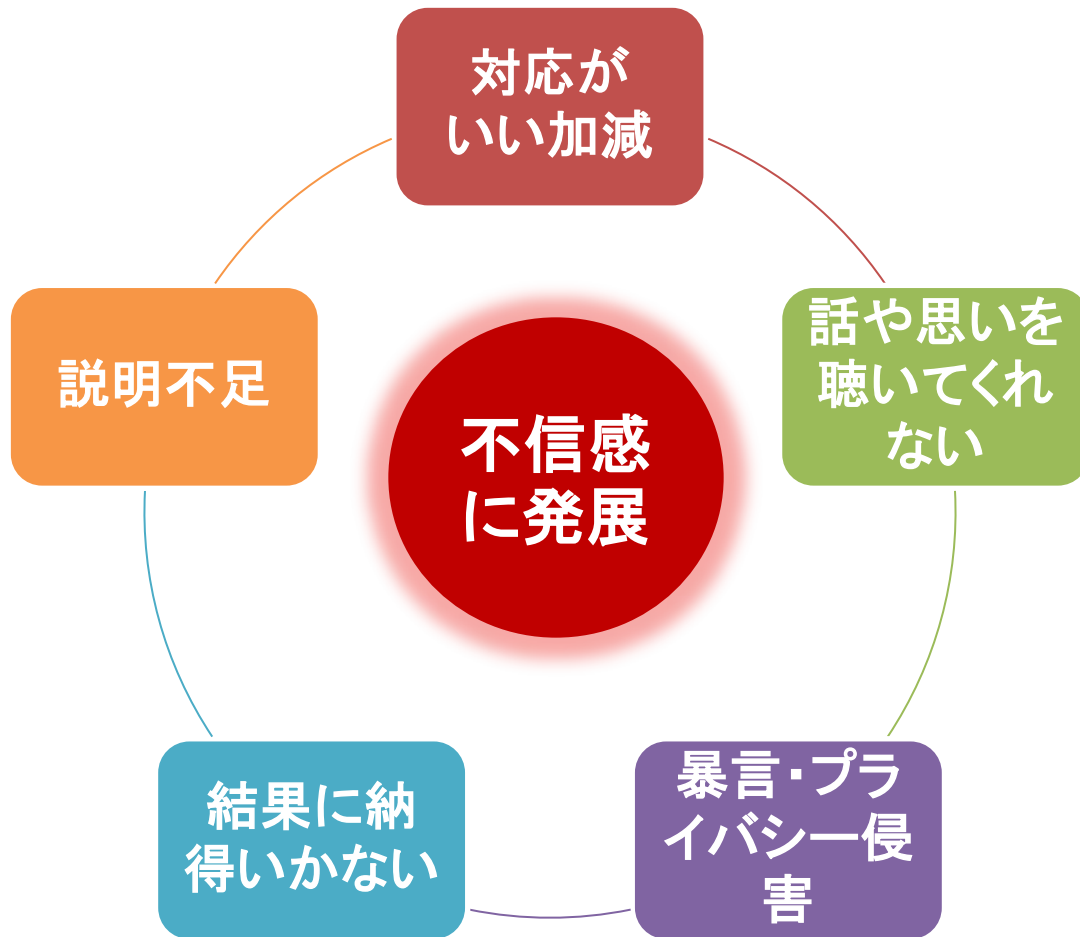 対応が
いい加減
話や思いを
聴いてくれ
ない
説明不足
不信感
に発展
暴言・プラ
イバシー侵
害
結果に納
得いかない